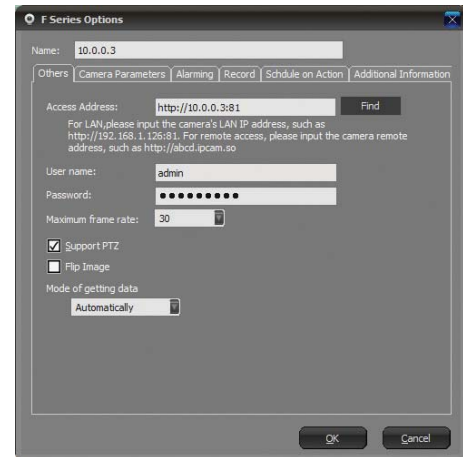 F Series Options
Name: 10.0.0.3
Others Camera Parameters Alarming Record Schdule on Action Additional Information
Access Address: http://10.0.0.3:81 Find
For LAN,please input the camera's LAN IP address, such as
http://192.168.1.126:81. For remote access, please input the camera remote
address, such as http://abcd.ipcam.so
User name: admin
Password: ●●●●●●●●●
Maximum frame rate: 30
Support PTZ
Flip Image
Mode of getting data
Automatically
OK Cancel